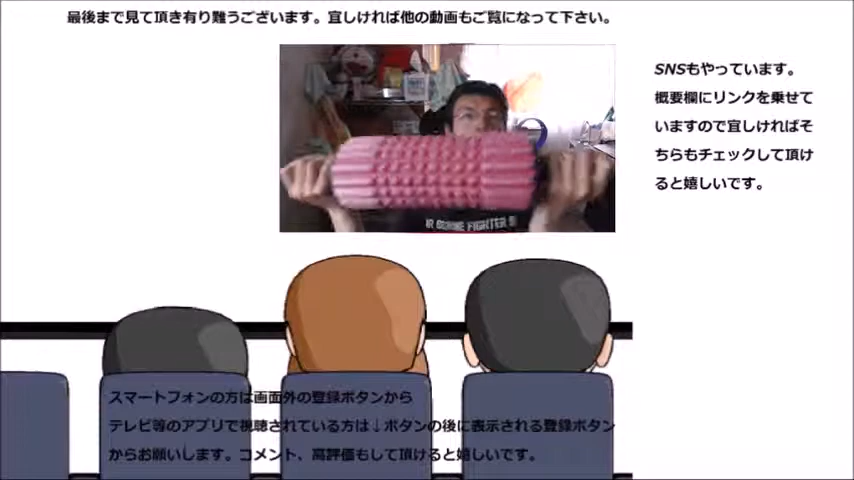 最後まで見て頂き有り難うございます。宜しければ他の動画もご覧になって下さい。
SNSもやっています。
概要欄にリンクを乗せて
いますので宜しければそ
ちらもチェックして頂け
ると嬉しいです。
スマートフォンの方は画面外の登録ボタンから
テレビ等のアプリで視聴されている方は↓ボタンの後に表示される登録ボタン
からお願いします。コメント、高評価もして頂けると嬉しいです。